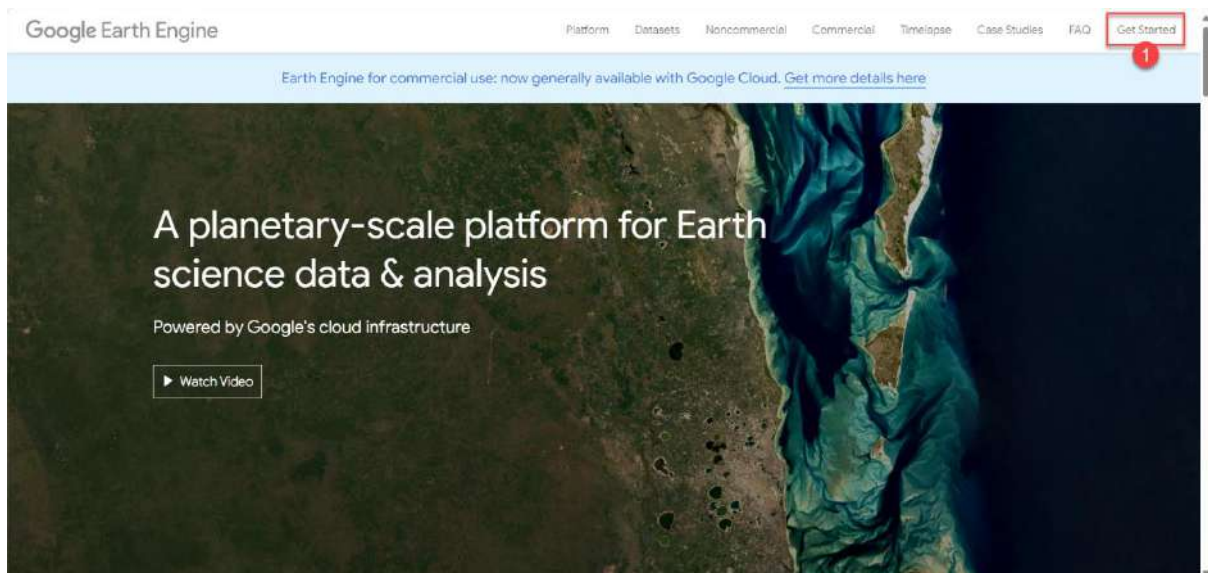 Google Earth Engine
Platform Datasets Noncommercial Commercial Timelapse Case Studies FAQ Get Started
1
Earth Engine for commercial use: now generally available with Google Cloud. Get more details here
A planetary-scale platform for Earth
science data & analysis
Powered by Google's cloud infrastructure
Watch Video